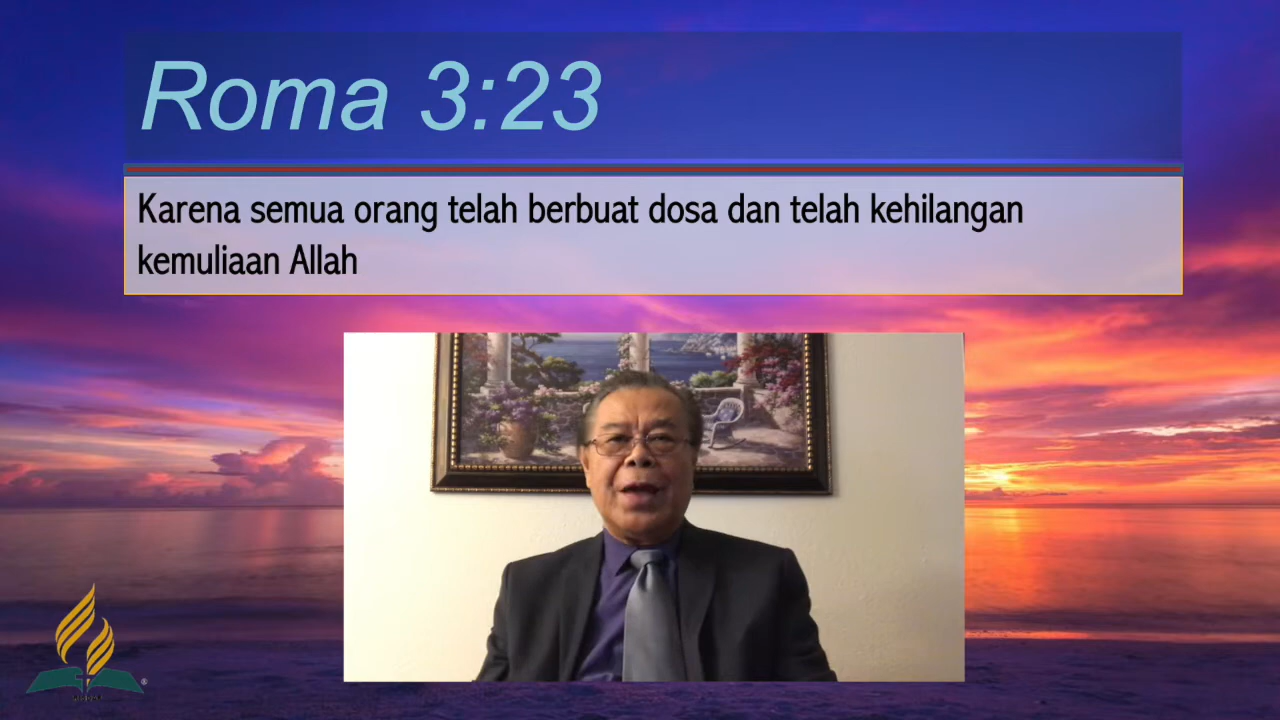 Roma 3:23
Karena semua orang telah berbuat dosa dan telah kehilangan
kemuliaan Allah
®